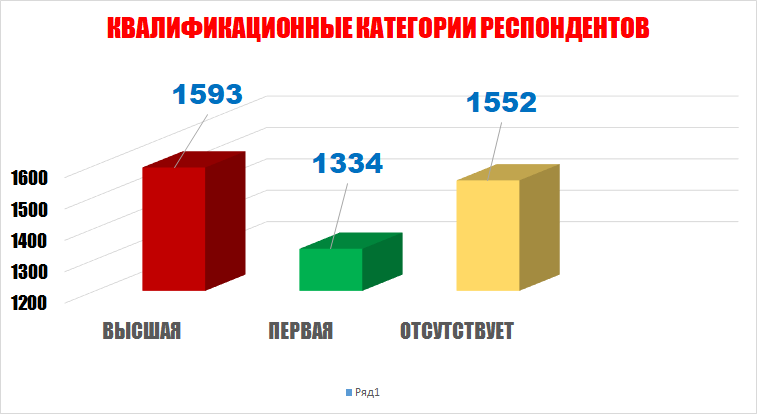 КВАЛИФИКАЦИОННЫЕ КАТЕГОРИИ РЕСПОНДЕНТОВ
1593
1334
1552
1600
1500
1400
1300
1200
ВЫСШАЯ
ПЕРВАЯ
ОТСУТСТВУЕТ
Ряд1